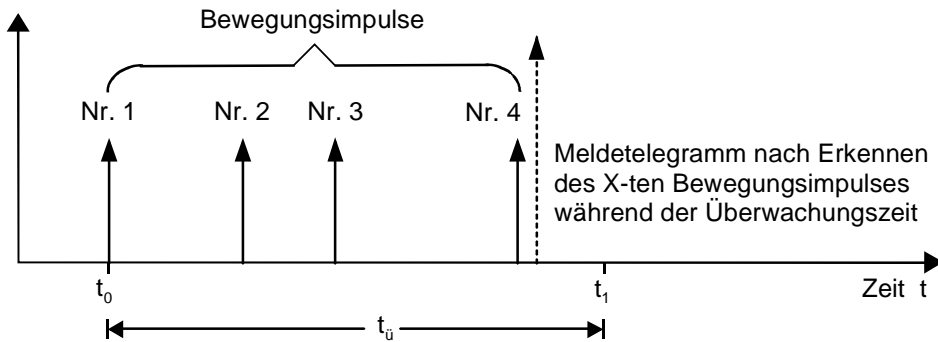 Bewegungsimpulse
Nr. 1 Nr. 2 Nr. 3 Nr. 4
Meldetelegramm nach Erkennen
des X-ten Bewegungsimpulses
während der Überwachungszeit
t₀ t₁ Zeit t
tü